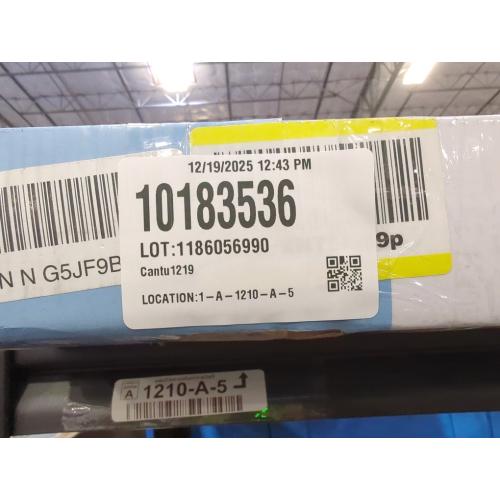 12/19/2025 12:43 PM
10183536
LOT:1186056990
Cantu1219
LOCATION:1-A-1210-A-5
N N G5JF9B
9p
A 1210-A-5